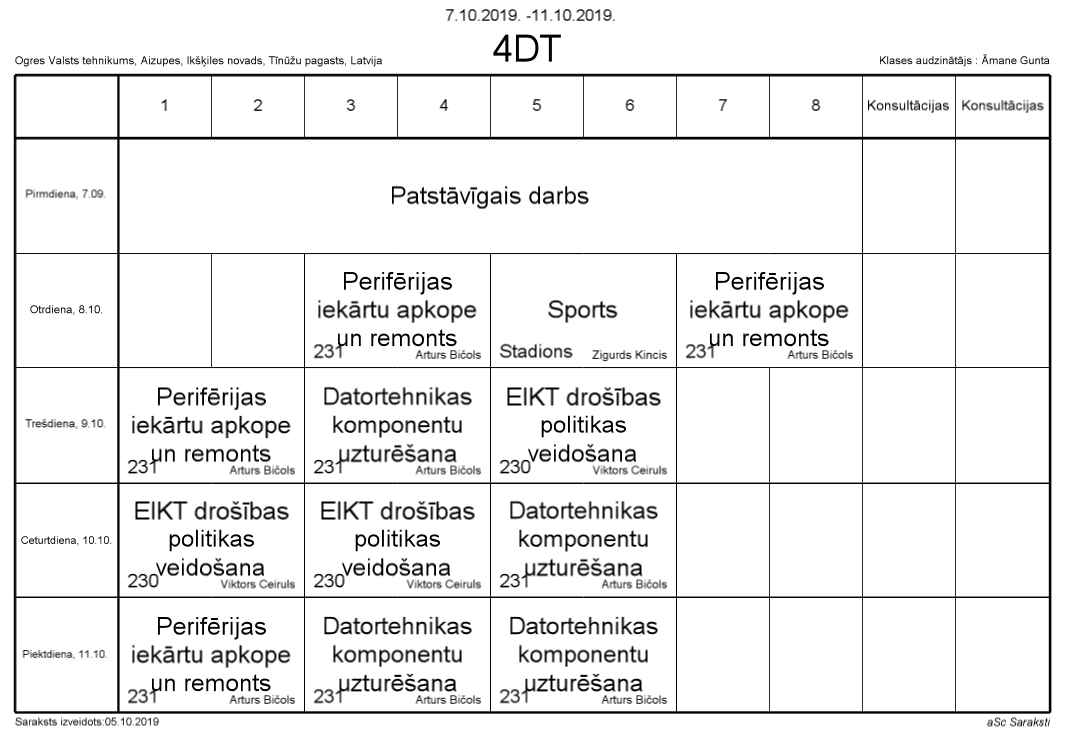 7.10.2019. -11.10.2019.
4DT
Ogres Valsts tehnikums, Aizupes, Ikšķiles novads, Tīnūžu pagasts, Latvija
Klases audzinātājs : Āmane Gunta
1 2 3 4 5 6 7 8 Konsultācijas Konsultācijas
Pirmdiena, 7.09.
Patstāvīgais darbs
Otrdiena, 8.10.
Perifērijas
iekārtu apkope
un remonts
231 Arturs Bičols
Sports
Stadions Zigurds Kincis
Perifērijas
iekārtu apkope
un remonts
231 Arturs Bičols
Trešdiena, 9.10.
Perifērijas
iekārtu apkope
un remonts
231 Arturs Bičols
Datortehnikas
komponentu
uzturēšana
231 Arturs Bičols
EIKT drošības
politikas
veidošana
230 Viktors Ceiruls
Ceturtdiena, 10.10.
EIKT drošības
politikas
veidošana
230 Viktors Ceiruls
EIKT drošības
politikas
veidošana
230 Viktors Ceiruls
Datortehnikas
komponentu
uzturēšana
231 Arturs Bičols
Piektdiena, 11.10.
Perifērijas
iekārtu apkope
un remonts
231 Arturs Bičols
Datortehnikas
komponentu
uzturēšana
231 Arturs Bičols
Datortehnikas
komponentu
uzturēšana
231 Arturs Bičols
Saraksts izveidots:05.10.2019
aSc Saraksti